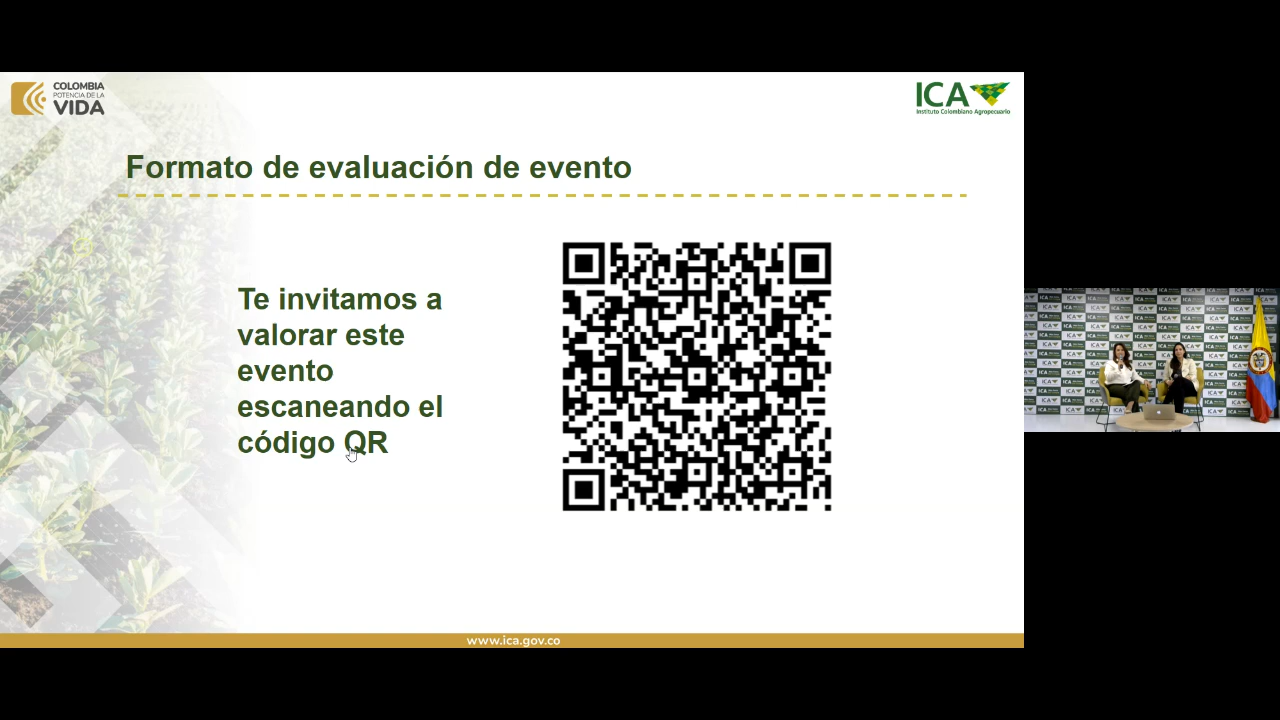 COLOMBIA
POTENCIA DE LA
VIDA
ICA
Instituto Colombiano Agropecuario
Formato de evaluación de evento
Te invitamos a
valorar este
evento
escaneando el
código QR
www.ica.gov.co